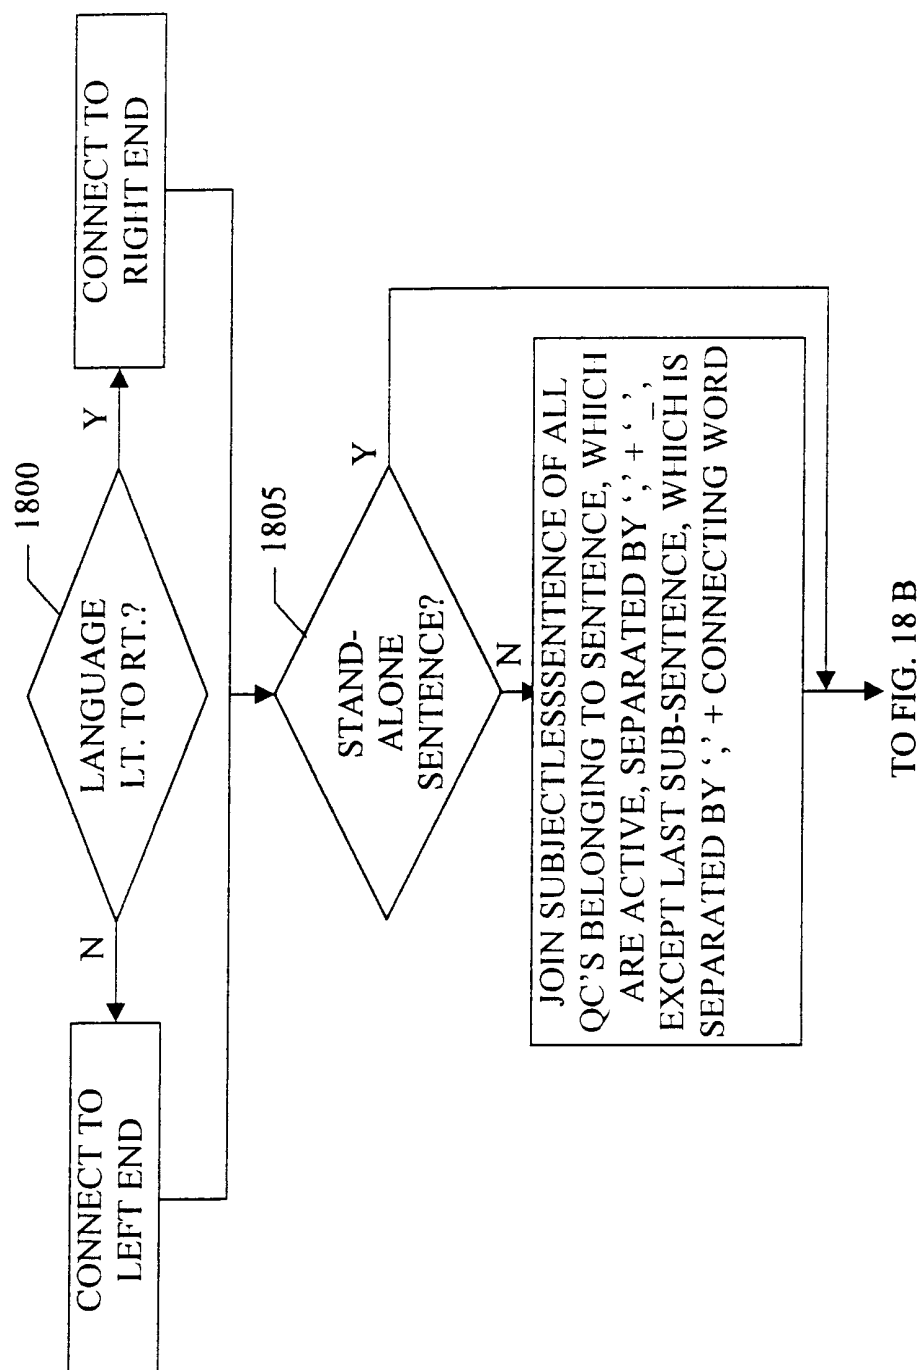 1800
LANGUAGE
LT. TO RT.?
N
Y
CONNECT TO
LEFT END
CONNECT TO
RIGHT END
1805
STAND-
ALONE
SENTENCE?
Y
N
JOIN SUBJECTLESSSENTENCE OF ALL
QC'S BELONGING TO SENTENCE, WHICH
ARE ACTIVE, SEPARATED BY ‘,’ + ‘_’,
EXCEPT LAST SUB-SENTENCE, WHICH IS
SEPARATED BY ‘,’ + CONNECTING WORD
TO FIG. 18 B